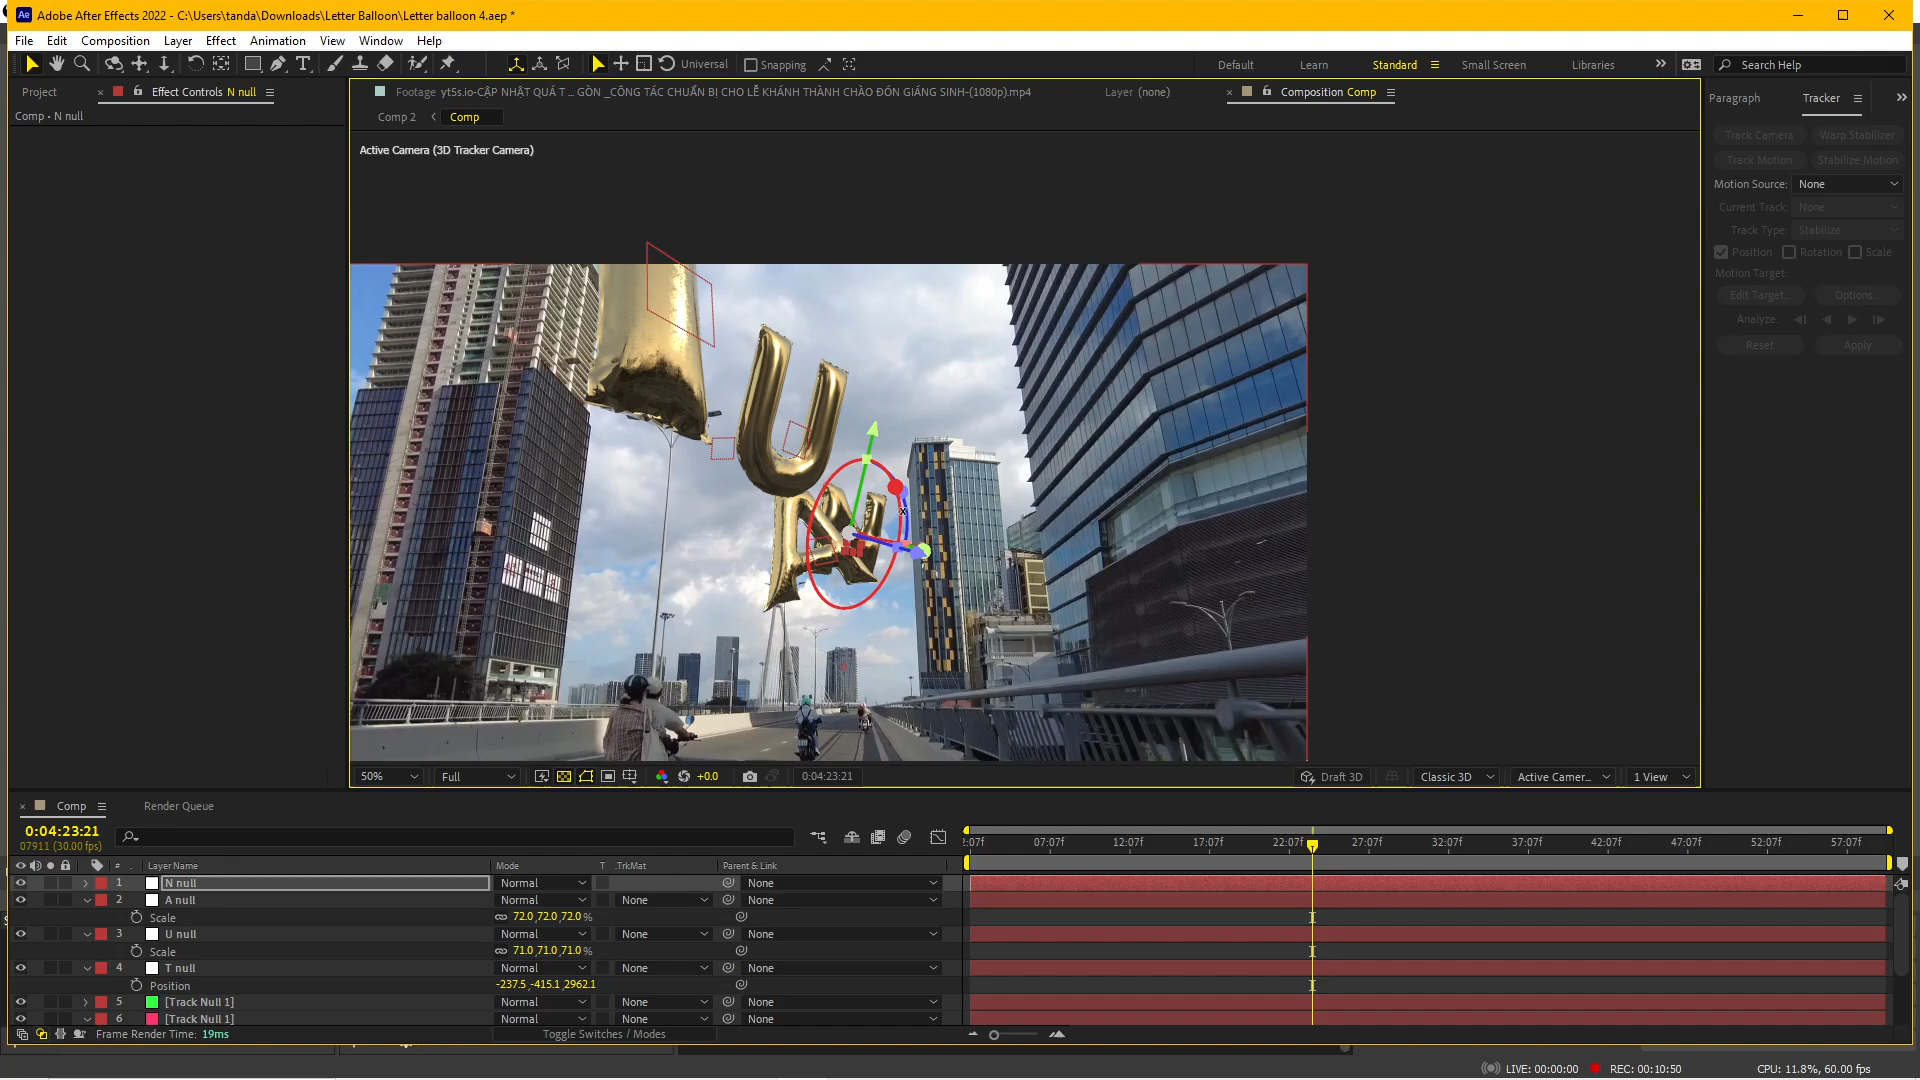 Adobe After Effects 2022 - C:\Users\tanda\Downloads\Letter Balloon\Letter balloon 4.aep *
File Edit Composition Layer Effect Animation View Window Help
Universal Snapping Default Learn Standard Small Screen Libraries Search Help
Project Effect Controls N null Footage yt5s.io-CẬP NHẬT QUÁ T ... GÒN _CÔNG TÁC CHUẨN BỊ CHO LỄ KHÁNH THÀNH CHÀO ĐÓN GIÁNG SINH-(1080p).mp4 Layer (none) Composition Comp Paragraph Tracker
Comp • N null Comp 2 Comp
Active Camera (3D Tracker Camera)
Track Camera Warp Stabilizer
Track Motion Stabilize Motion
Motion Source: None
Current Track: None
Track Type: Stabilize
Position Rotation Scale
Motion Target:
Edit Target... Options...
Analyze:
Reset Apply
U
N
x
50% Full +0.0 0:04:23:21 Draft 3D Classic 3D Active Camer... 1 View
Comp Render Queue
0:04:23:21
07911 (30.00 fps)
2:07f 07:07f 12:07f 17:07f 22:07f 27:07f 32:07f 37:07f 42:07f 47:07f 52:07f 57:07f
# Layer Name Mode T .TrkMat Parent & Link
1 N null Normal None
2 A null Normal None None
Scale 72.0,72.0,72.0 %
3 U null Normal None None
Scale 71.0,71.0,71.0 %
4 T null Normal None None
Position -237.5,-415.1,2962.1
5 [Track Null 1] Normal None None
6 [Track Null 1] Normal None None
Frame Render Time: 19ms Toggle Switches / Modes
LIVE: 00:00:00 REC: 00:10:50 CPU: 11.8%, 60.00 fps